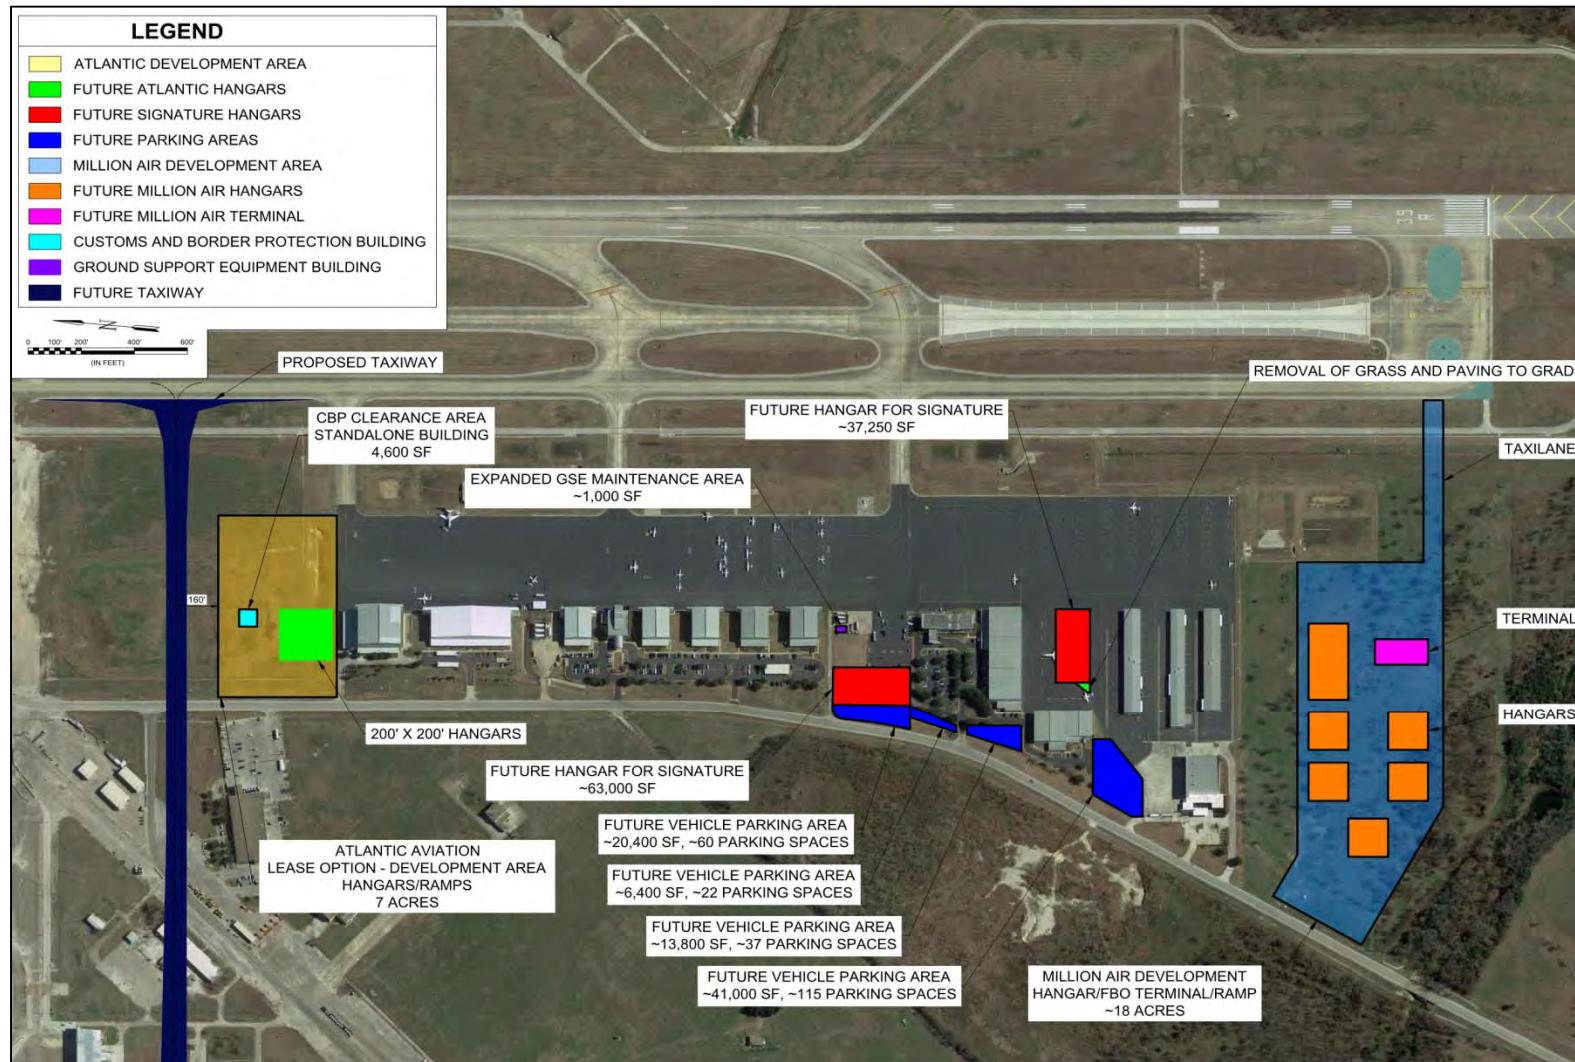 LEGEND
ATLANTIC DEVELOPMENT AREA
FUTURE ATLANTIC HANGARS
FUTURE SIGNATURE HANGARS
FUTURE PARKING AREAS
MILLION AIR DEVELOPMENT AREA
FUTURE MILLION AIR HANGARS
FUTURE MILLION AIR TERMINAL
CUSTOMS AND BORDER PROTECTION BUILDING
GROUND SUPPORT EQUIPMENT BUILDING
FUTURE TAXIWAY
N
0 100' 200' 400' 600'
(IN FEET)
35
R
PROPOSED TAXIWAY
REMOVAL OF GRASS AND PAVING TO GRAD
CBP CLEARANCE AREA
STANDALONE BUILDING
4,600 SF
FUTURE HANGAR FOR SIGNATURE
~37,250 SF
TAXILANE
EXPANDED GSE MAINTENANCE AREA
~1,000 SF
160'
TERMINAL
HANGARS
200' X 200' HANGARS
FUTURE HANGAR FOR SIGNATURE
~63,000 SF
FUTURE VEHICLE PARKING AREA
~20,400 SF, ~60 PARKING SPACES
ATLANTIC AVIATION
LEASE OPTION - DEVELOPMENT AREA
HANGARS/RAMPS
7 ACRES
FUTURE VEHICLE PARKING AREA
~6,400 SF, ~22 PARKING SPACES
FUTURE VEHICLE PARKING AREA
~13,800 SF, ~37 PARKING SPACES
FUTURE VEHICLE PARKING AREA
~41,000 SF, ~115 PARKING SPACES
MILLION AIR DEVELOPMENT
HANGAR/FBO TERMINAL/RAMP
~18 ACRES